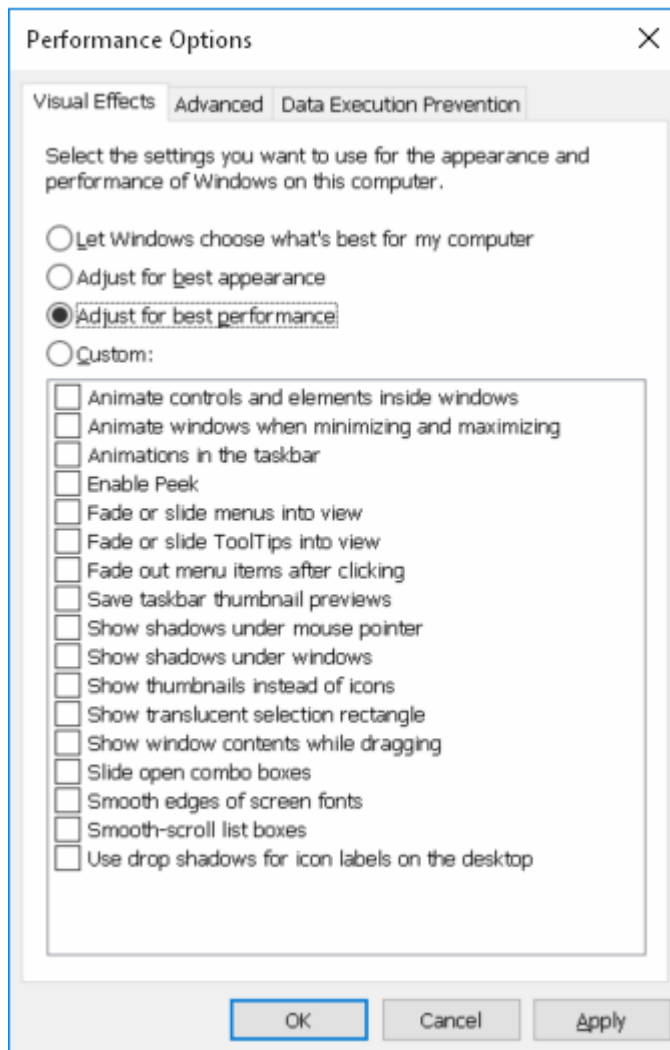 Performance Options
Visual Effects Advanced Data Execution Prevention
Select the settings you want to use for the appearance and
performance of Windows on this computer.
Let Windows choose what's best for my computer
Adjust for best appearance
Adjust for best performance
Custom:
Animate controls and elements inside windows
Animate windows when minimizing and maximizing
Animations in the taskbar
Enable Peek
Fade or slide menus into view
Fade or slide ToolTips into view
Fade out menu items after clicking
Save taskbar thumbnail previews
Show shadows under mouse pointer
Show shadows under windows
Show thumbnails instead of icons
Show translucent selection rectangle
Show window contents while dragging
Slide open combo boxes
Smooth edges of screen fonts
Smooth-scroll list boxes
Use drop shadows for icon labels on the desktop
OK Cancel Apply